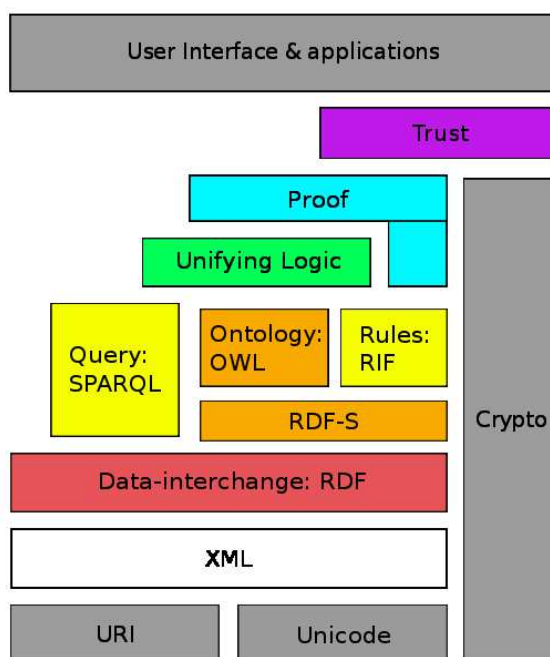 User Interface & applications
Trust
Proof
Unifying Logic
Query:
SPARQL
Ontology:
OWL
Rules:
RIF
RDF-S
Crypto
Data-interchange: RDF
XML
URI
Unicode